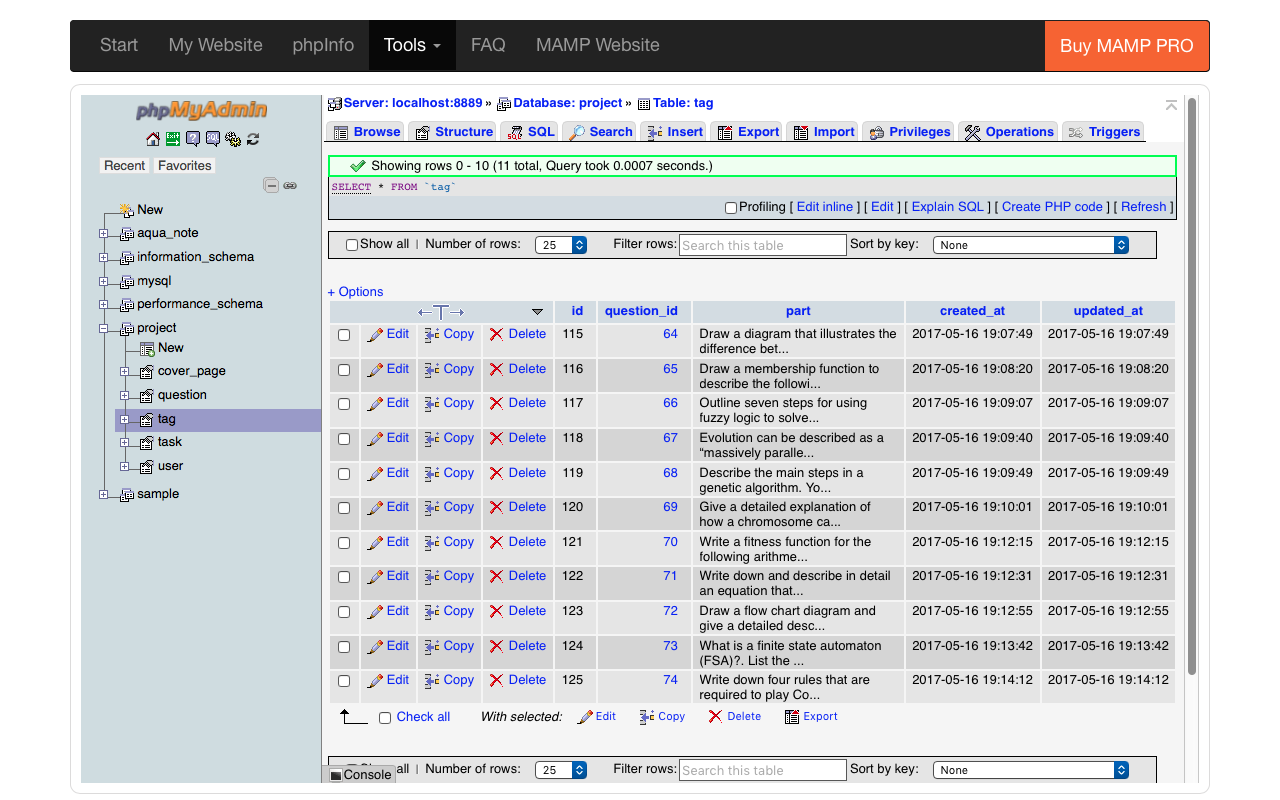 Start My Website phpInfo Tools FAQ MAMP Website Buy MAMP PRO
phpMyAdmin
Recent Favorites
New
aqua_note
information_schema
mysql
performance_schema
project
New
cover_page
question
tag
task
user
sample
Server: localhost:8889 » Database: project » Table: tag
Browse Structure SQL Search Insert Export Import Privileges Operations Triggers
Showing rows 0 - 10 (11 total, Query took 0.0007 seconds.)
SELECT * FROM `tag`
Profiling [ Edit inline ] [ Edit ] [ Explain SQL ] [ Create PHP code ] [ Refresh ]
Show all | Number of rows: 25 Filter rows: Search this table Sort by key: None
+ Options
id question_id part created_at updated_at
Edit Copy Delete 115 64 Draw a diagram that illustrates the 2017-05-16 19:07:49 2017-05-16 19:07:49
difference bet...
Edit Copy Delete 116 65 Draw a membership function to 2017-05-16 19:08:20 2017-05-16 19:08:20
describe the followi...
Edit Copy Delete 117 66 Outline seven steps for using 2017-05-16 19:09:07 2017-05-16 19:09:07
fuzzy logic to solve...
Edit Copy Delete 118 67 Evolution can be described as a 2017-05-16 19:09:40 2017-05-16 19:09:40
"massively paralle...
Edit Copy Delete 119 68 Describe the main steps in a 2017-05-16 19:09:49 2017-05-16 19:09:49
genetic algorithm. Yo...
Edit Copy Delete 120 69 Give a detailed explanation of 2017-05-16 19:10:01 2017-05-16 19:10:01
how a chromosome ca...
Edit Copy Delete 121 70 Write a fitness function for the 2017-05-16 19:12:15 2017-05-16 19:12:15
following arithme...
Edit Copy Delete 122 71 Write down and describe in detail 2017-05-16 19:12:31 2017-05-16 19:12:31
an equation that...
Edit Copy Delete 123 72 Draw a flow chart diagram and 2017-05-16 19:12:55 2017-05-16 19:12:55
give a detailed desc...
Edit Copy Delete 124 73 What is a finite state automaton 2017-05-16 19:13:42 2017-05-16 19:13:42
(FSA)?. List the ...
Edit Copy Delete 125 74 Write down four rules that are 2017-05-16 19:14:12 2017-05-16 19:14:12
required to play Co...
Check all With selected: Edit Copy Delete Export
all | Number of rows: 25 Filter rows: Search this table Sort by key: None
Console